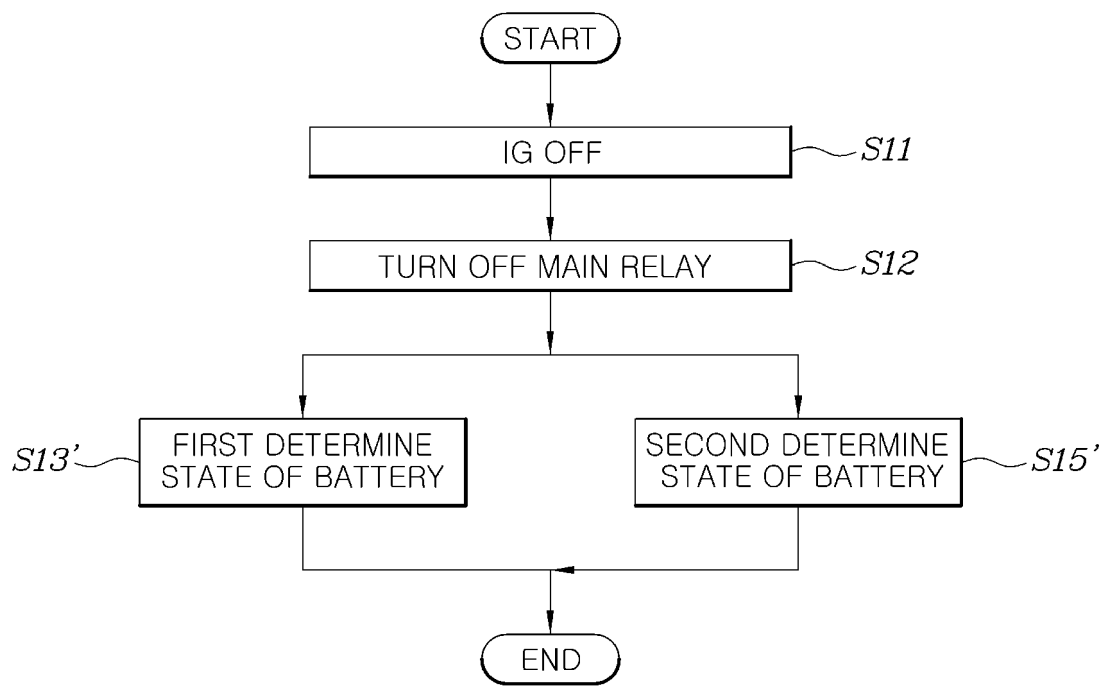 START
IG OFF
S11
TURN OFF MAIN RELAY
S12
S13'
FIRST DETERMINE
STATE OF BATTERY
SECOND DETERMINE
STATE OF BATTERY
S15'
END